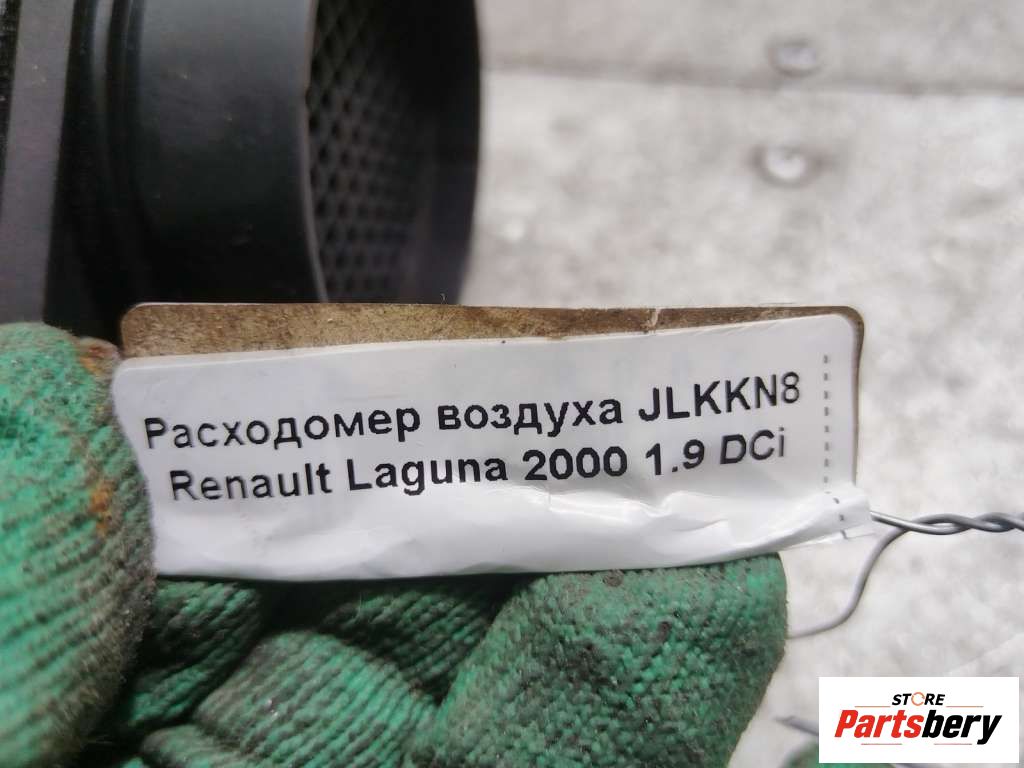 Расходомер воздуха JLKKN8
Renault Laguna 2000 1.9 DCi
STORE
Partsbery